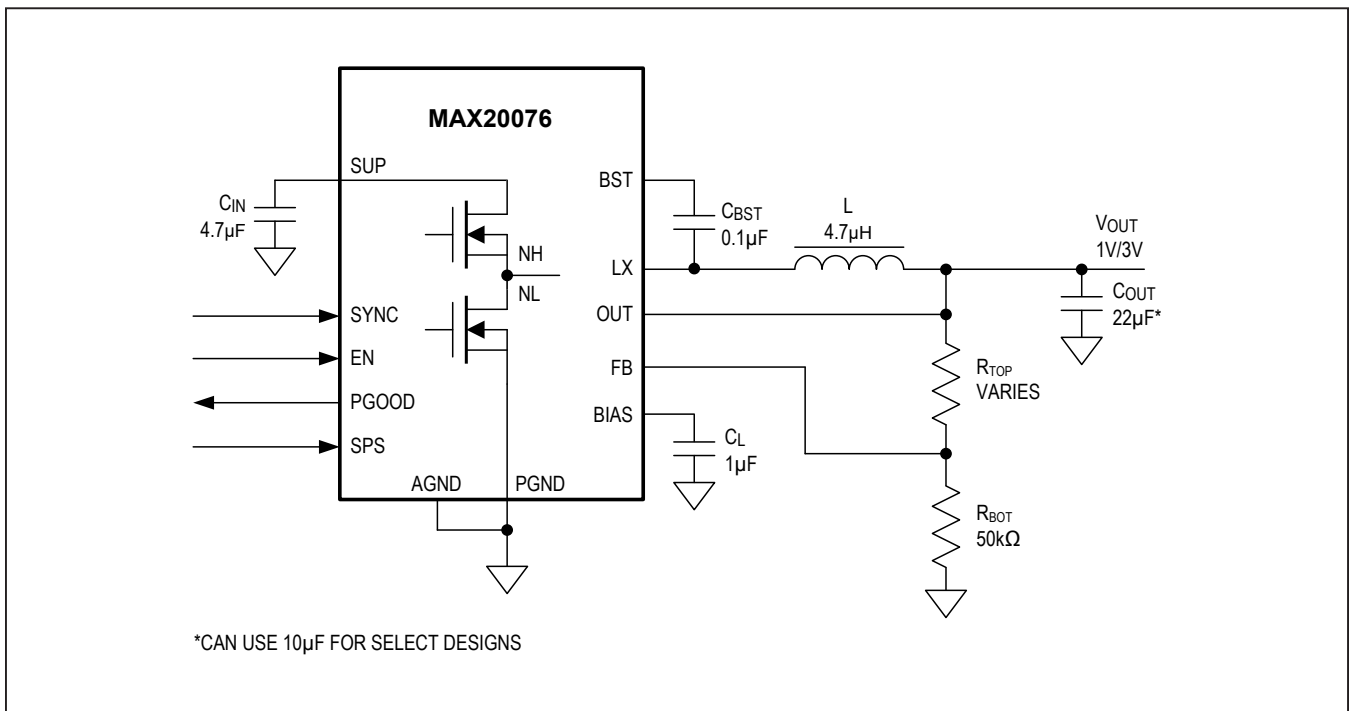 MAX20076
SUP
CIN
4.7µF
NH
NL
SYNC
EN
PGOOD
SPS
AGND
PGND
BST
LX
OUT
FB
BIAS
CBST
0.1µF
L
4.7µH
VOUT
1V/3V
COUT
22µF*
RTOP
VARIES
CL
1µF
RBOT
50kΩ
*CAN USE 10µF FOR SELECT DESIGNS